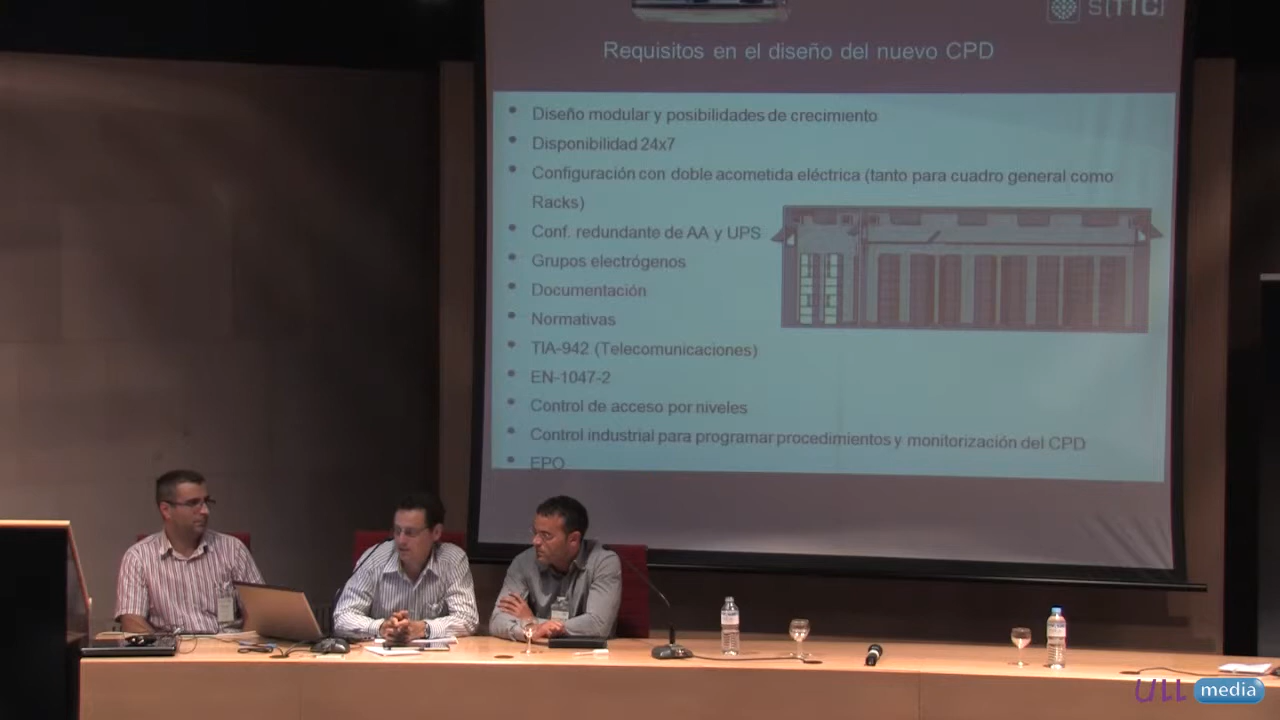 S[TIC]
Requisitos en el diseño del nuevo CPD
• Diseño modular y posibilidades de crecimiento
• Disponibilidad 24x7
• Configuración con doble acometida eléctrica (tanto para cuadro general como
Racks)
• Conf. redundante de AA y UPS
• Grupos electrógenos
• Documentación
• Normativas
• TIA-942 (Telecomunicaciones)
• EN-1047-2
• Control de acceso por niveles
• Control industrial para programar procedimientos y monitorización del CPD
• EPO
ULL media